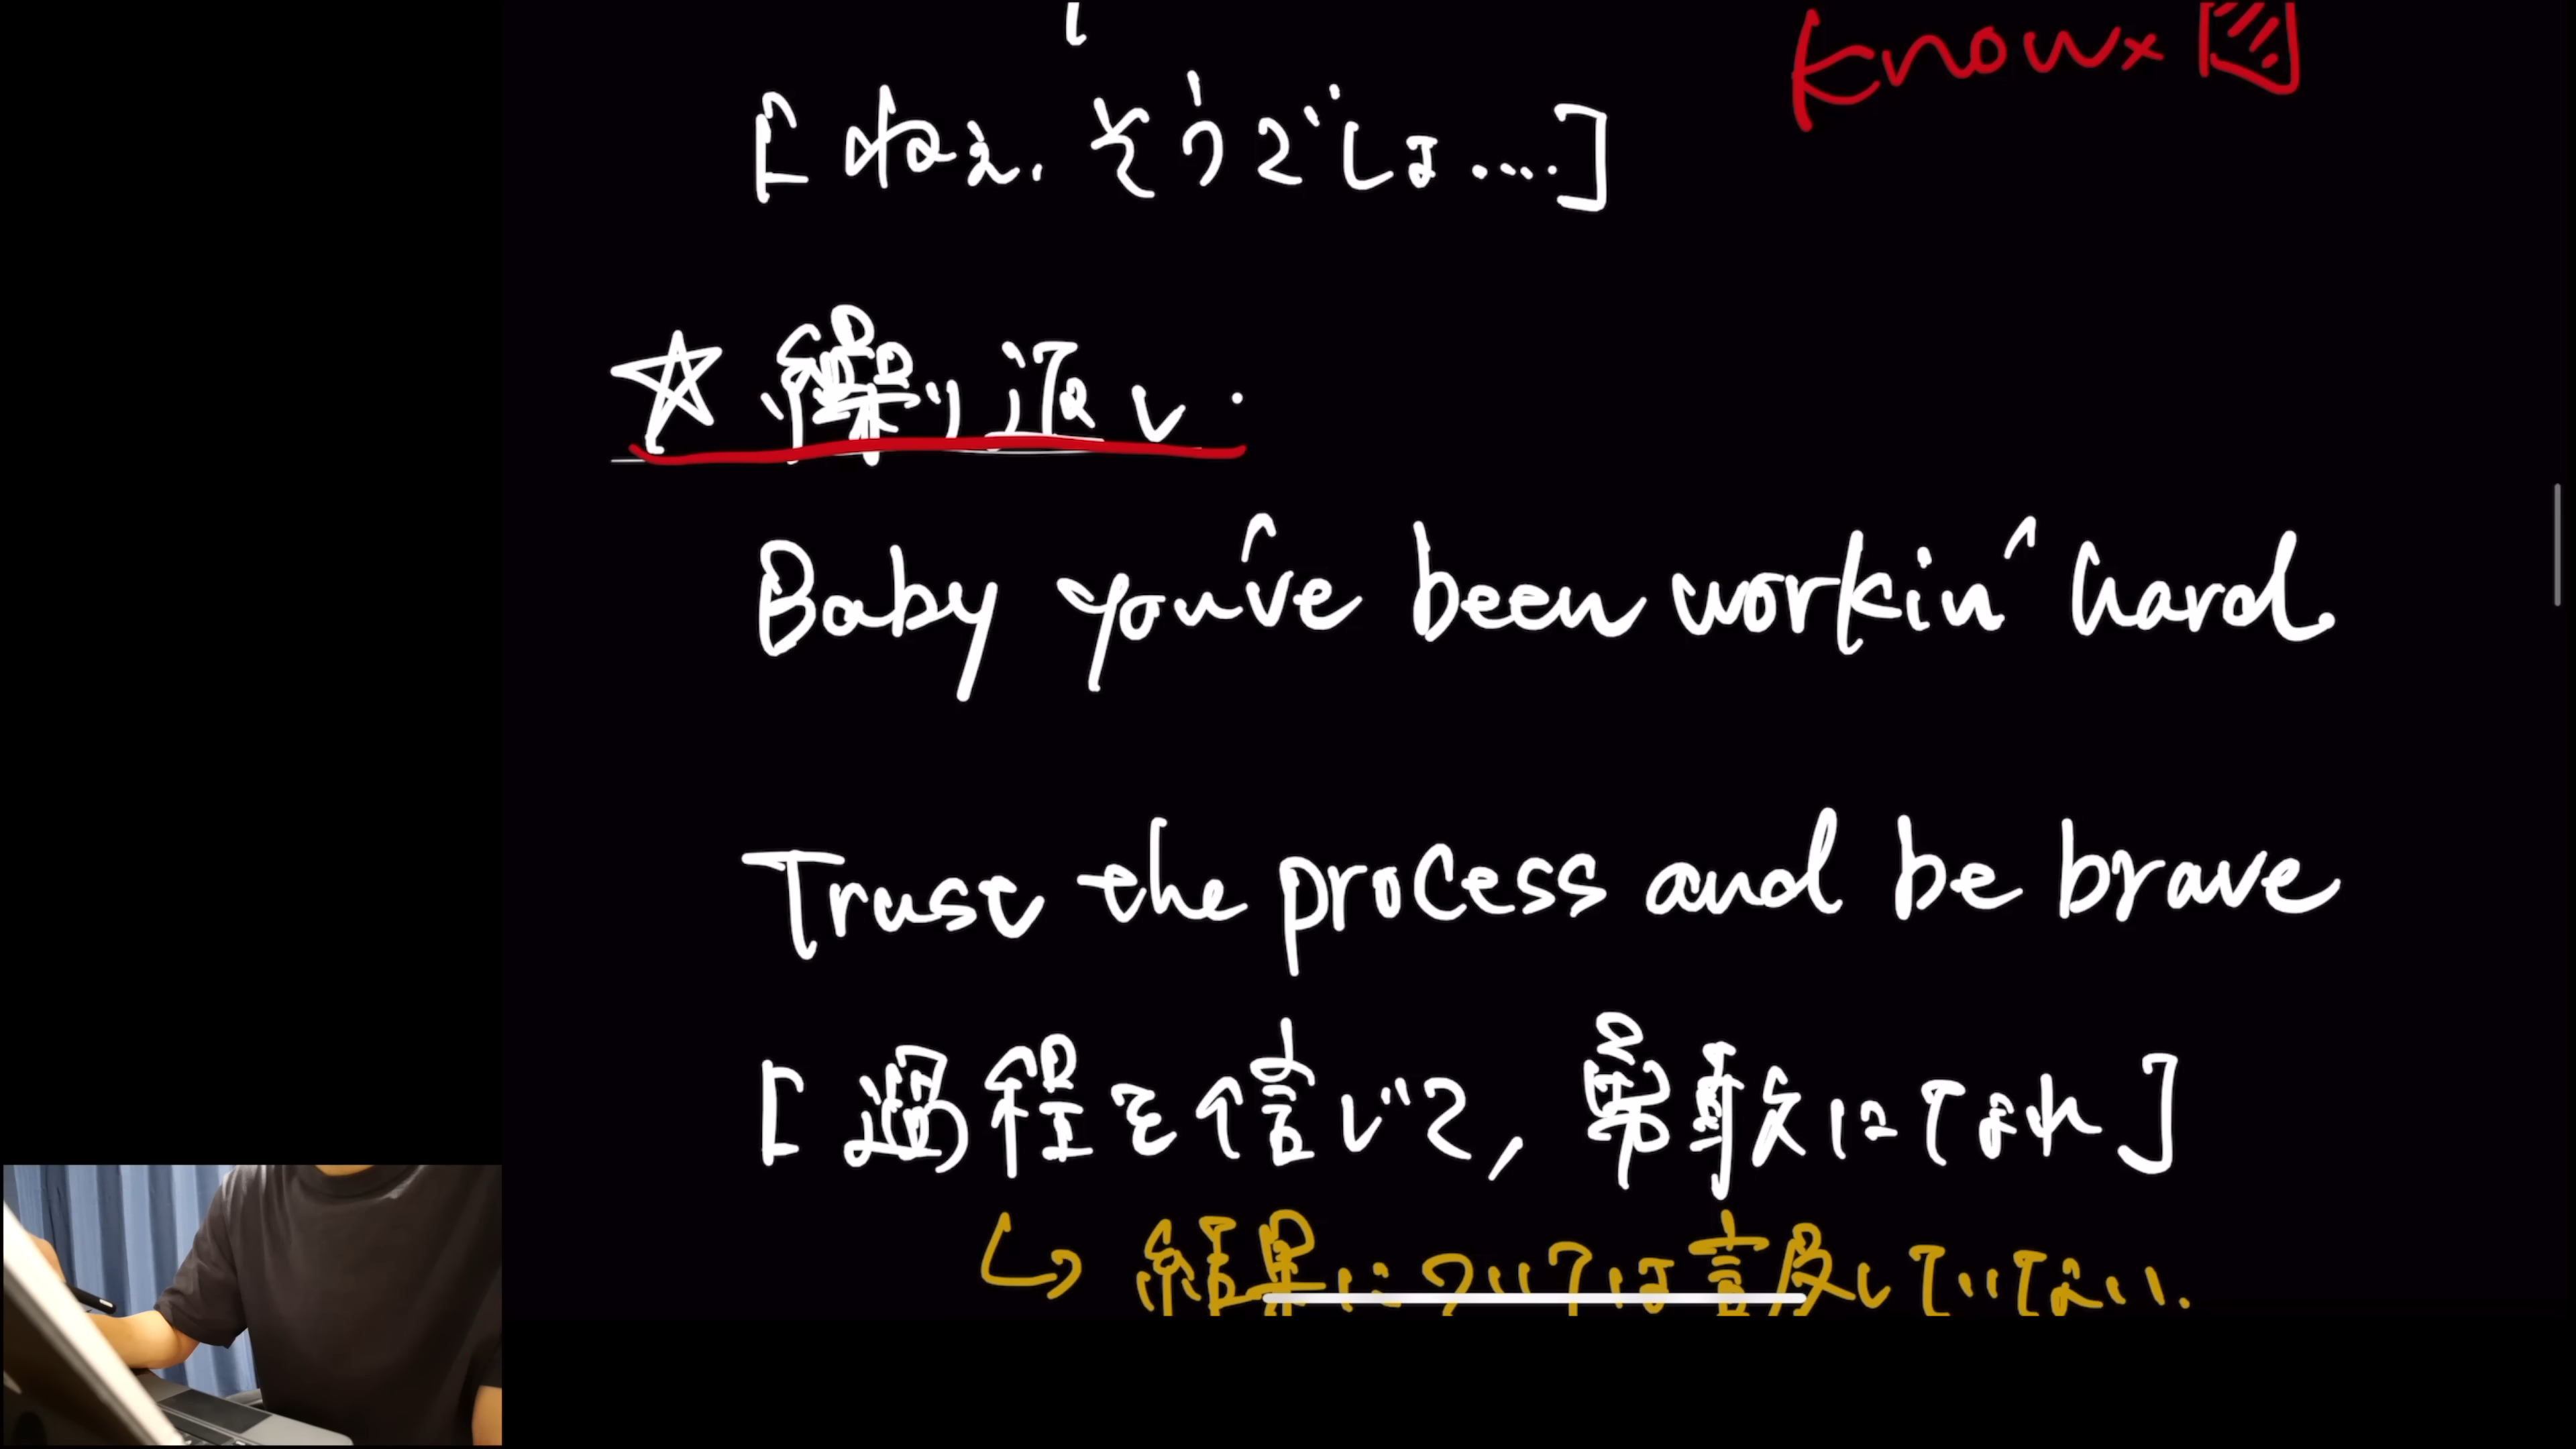 know×図
[ねぇ、そうでしょ....]
☆繰り返し.
Baby you've been workin' hard.
Trust the process and be brave
[過程を信じて, 勇敢になれ]
↪ 結果については言及していない.